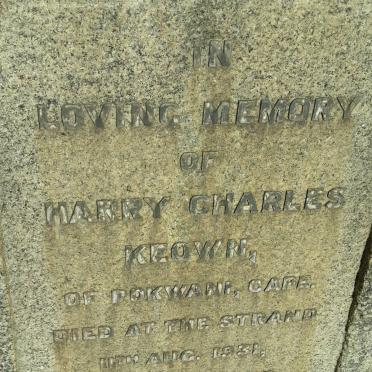 IN
LOVING MEMORY
OF
HARRY CHARLES
KEOWN,
OF POKWANI, CAPE.
DIED AT THE STRAND
11TH AUG. 1931,